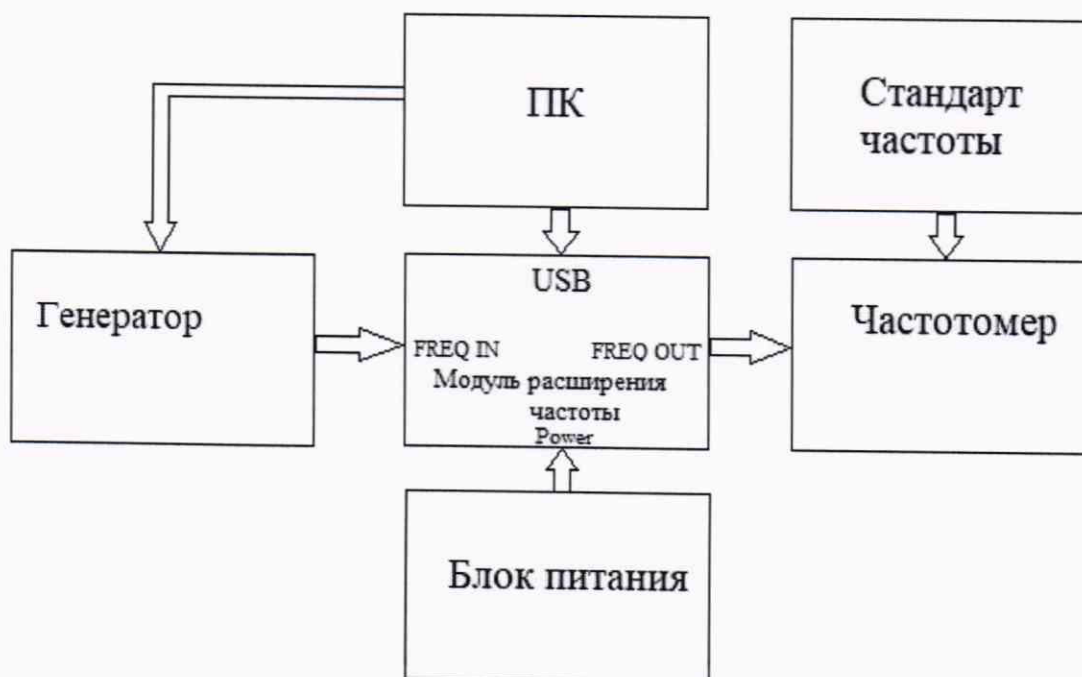 ПК
Стандарт
частоты
Генератор
USB
FREQ IN
FREQ OUT
Модуль расширения
частоты
Power
Частотомер
Блок питания